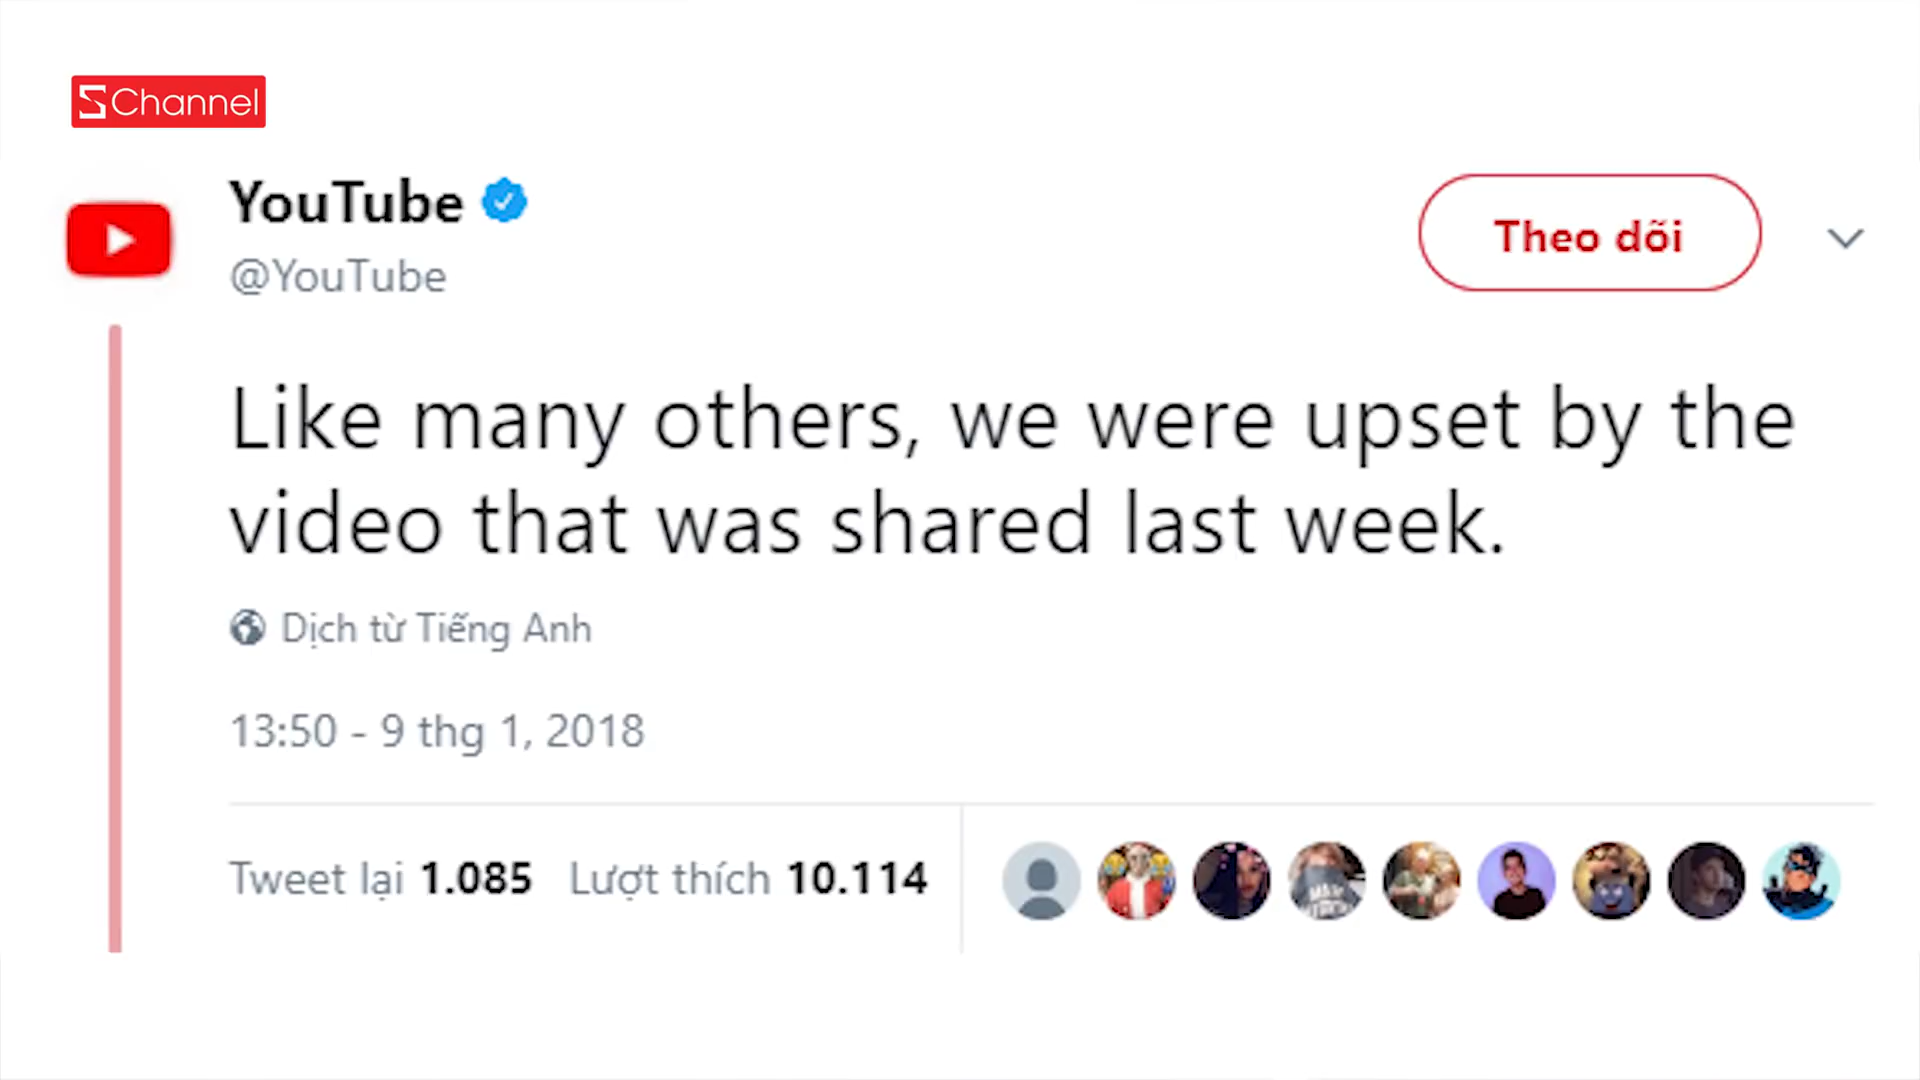 SChannel
YouTube
@YouTube
Theo dõi
Like many others, we were upset by the
video that was shared last week.
Dịch từ Tiếng Anh
13:50 - 9 thg 1, 2018
Tweet lại 1.085 Lượt thích 10.114